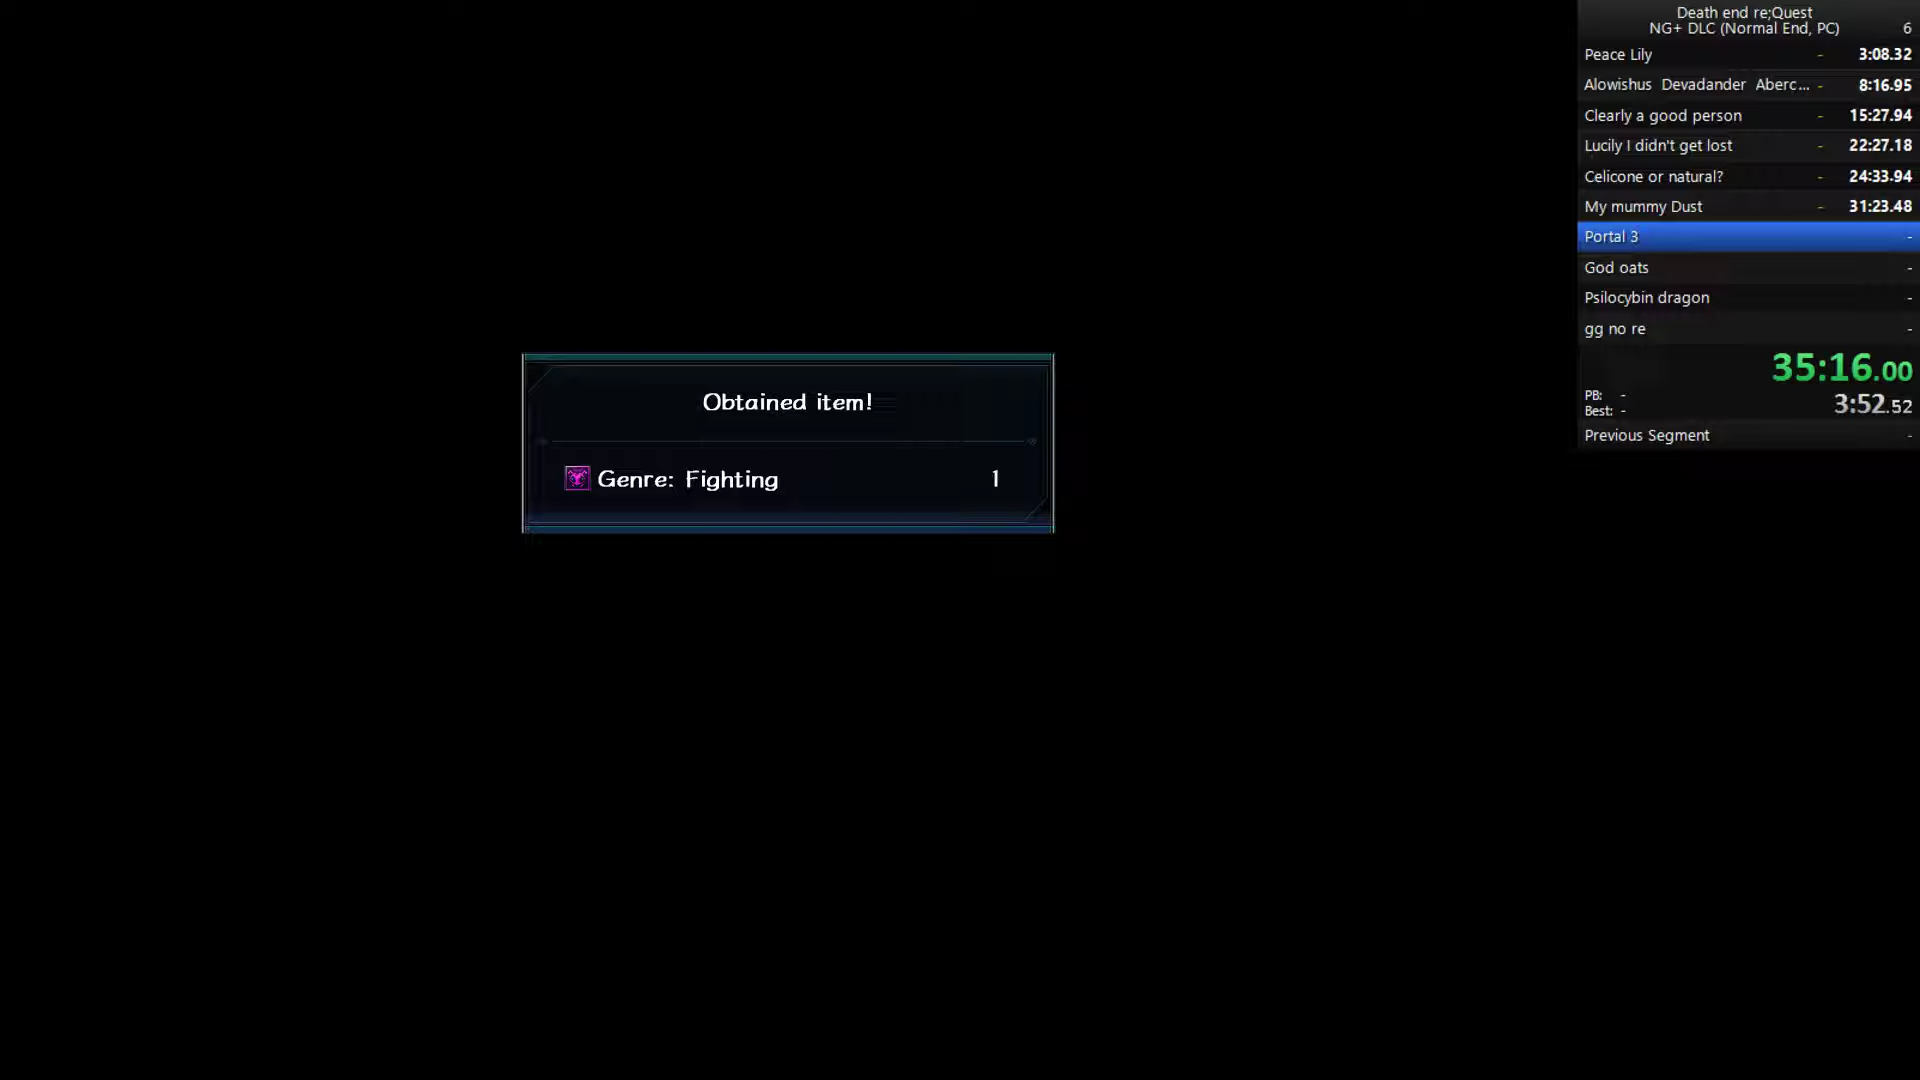 Death end re;Quest
NG+ DLC (Normal End, PC) 6
Peace Lily - 3:08.32
Alowishus Devadander Aberc... - 8:16.95
Clearly a good person - 15:27.94
Lucily I didn't get lost - 22:27.18
Celicone or natural? - 24:33.94
My mummy Dust - 31:23.48
Portal 3 -
God oats -
Psilocybin dragon -
gg no re -
35:16.00
PB: -
Best: -
3:52.52
Previous Segment -
Obtained item!
Genre: Fighting 1